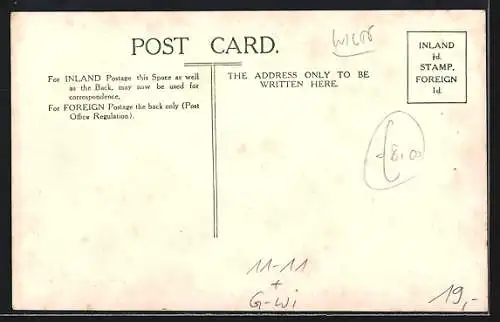 POST CARD.
For INLAND Postage this Space as well
as the Back, may now be used for
correspondence.
For FOREIGN Postage the back only (Post
Office Regulation).
THE ADDRESS ONLY TO BE
WRITTEN HERE.
INLAND
½d.
STAMP,
FOREIGN
1d.
£8.00
11-11
+
G-Wi
19,-